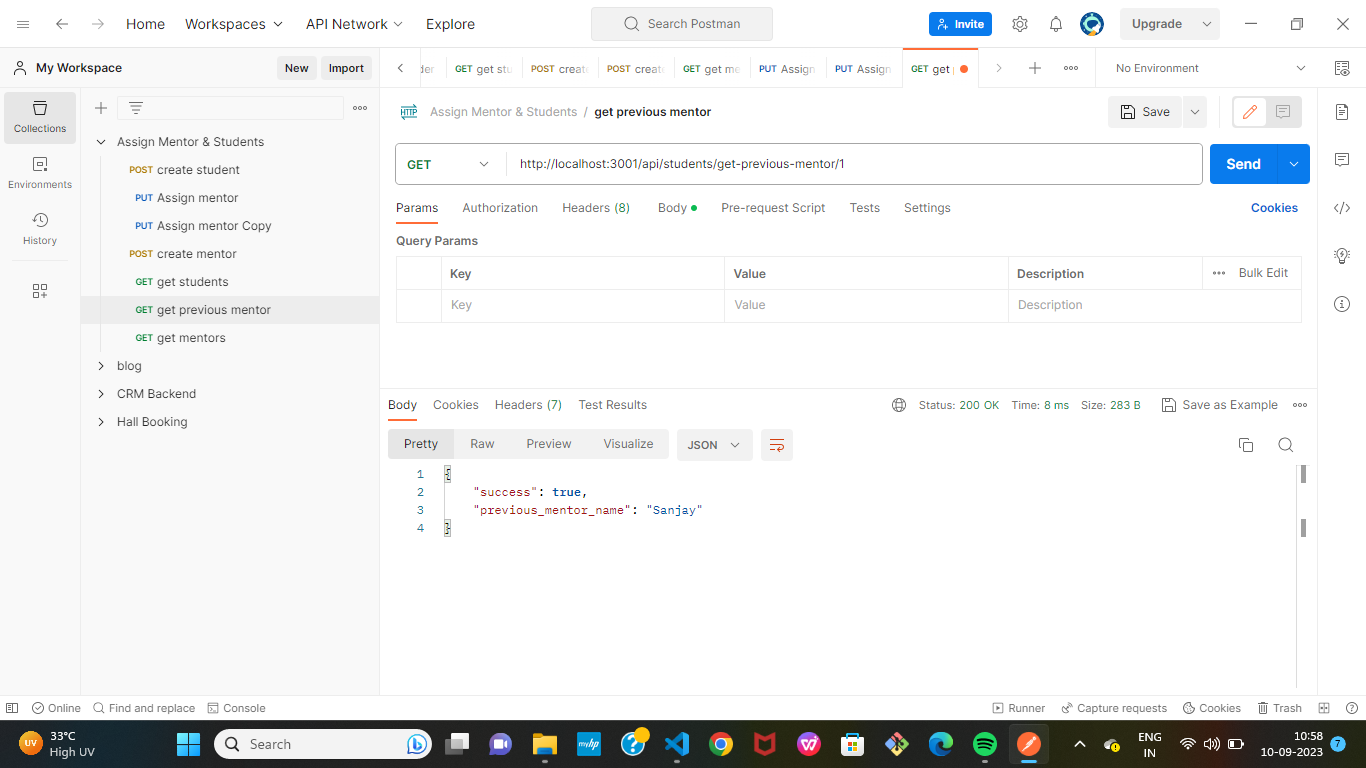 Home Workspaces API Network Explore Search Postman Invite Upgrade
My Workspace New Import
der GET get stu POST create POST create GET get me PUT Assign PUT Assign GET get No Environment
Collections
Environments
History
Assign Mentor & Students
POST create student
PUT Assign mentor
PUT Assign mentor Copy
POST create mentor
GET get students
GET get previous mentor
GET get mentors
blog
CRM Backend
Hall Booking
HTTP Assign Mentor & Students / get previous mentor Save
GET http://localhost:3001/api/students/get-previous-mentor/1 Send
Params Authorization Headers (8) Body Pre-request Script Tests Settings Cookies
Query Params
Key Value Description Bulk Edit
Key Value Description
Body Cookies Headers (7) Test Results Status: 200 OK Time: 8 ms Size: 283 B Save as Example
Pretty Raw Preview Visualize JSON
1 {
2 "success": true,
3 "previous_mentor_name": "Sanjay"
4 }
Online Find and replace Console Runner Capture requests Cookies Trash
UV 33°C
High UV
Search
myhp
ENG
IN
10:58
10-09-2023
7